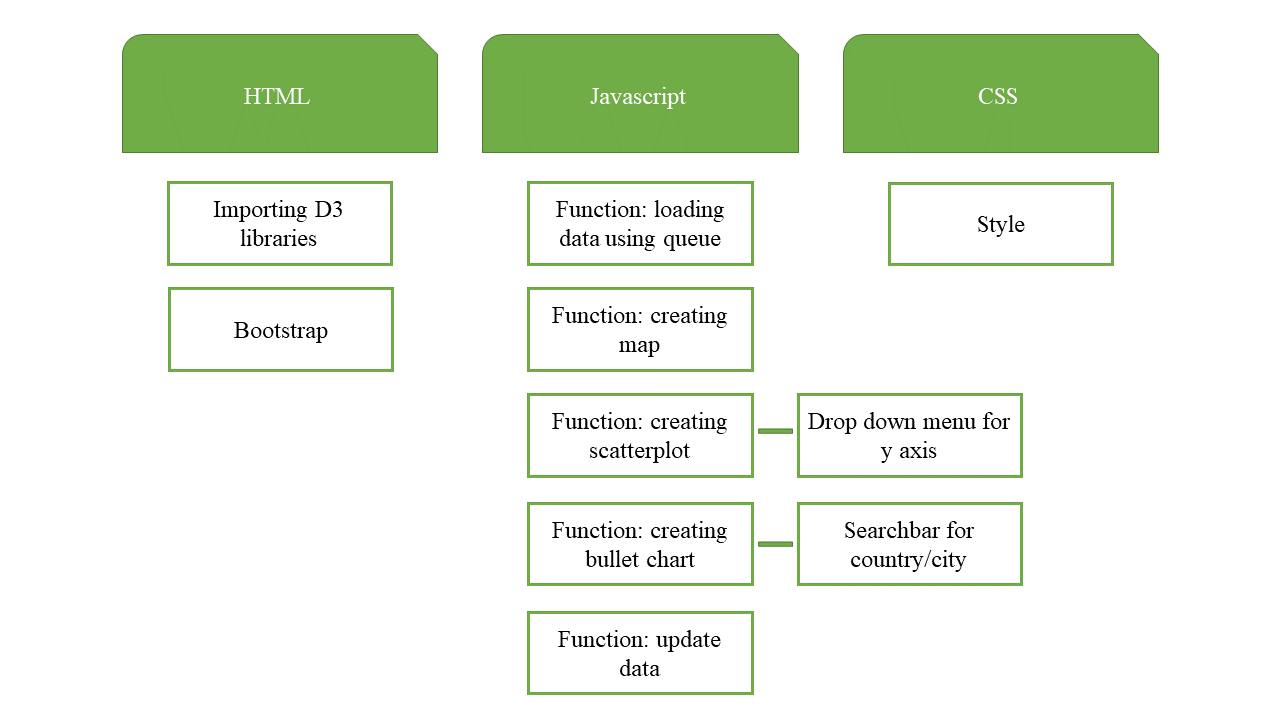 HTML
Javascript
CSS
Importing D3
libraries
Function: loading
data using queue
Style
Bootstrap
Function: creating
map
Function: creating
scatterplot
Drop down menu for
y axis
Function: creating
bullet chart
Searchbar for
country/city
Function: update
data